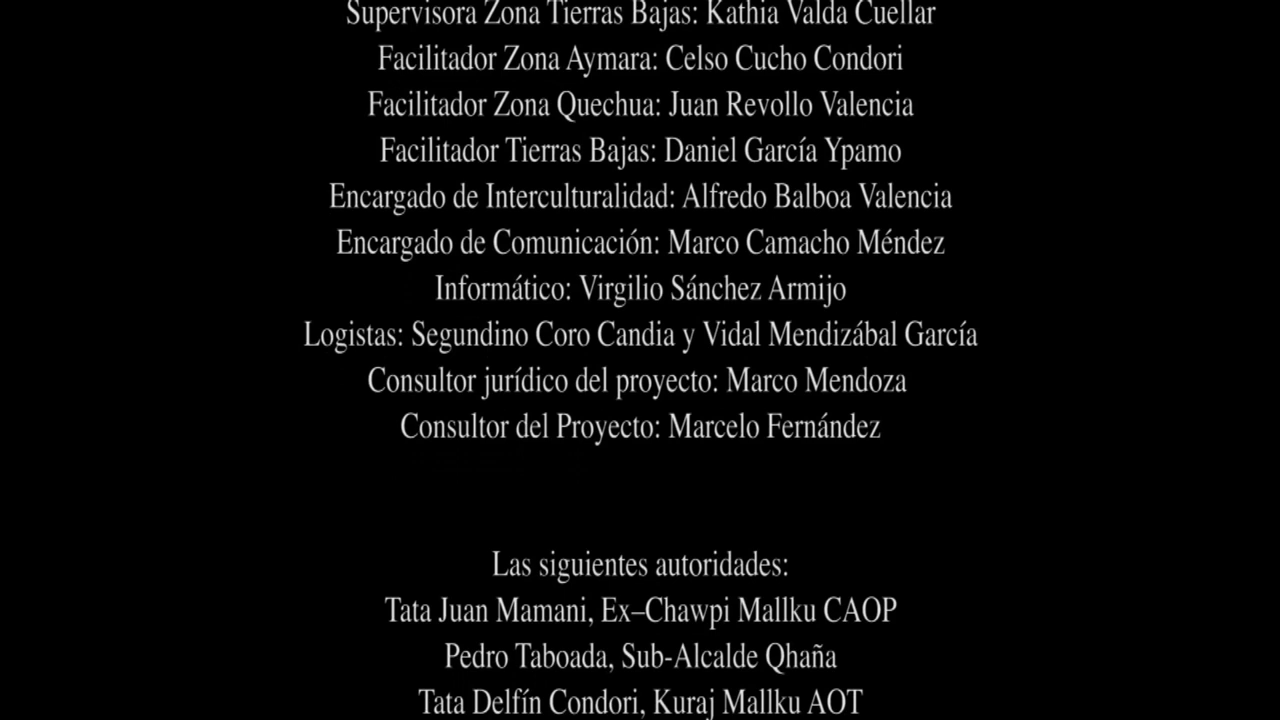 Supervisora Zona Tierras Bajas: Kathia Valda Cuellar
Facilitador Zona Aymara: Celso Cucho Condori
Facilitador Zona Quechua: Juan Revollo Valencia
Facilitador Tierras Bajas: Daniel García Ypamo
Encargado de Interculturalidad: Alfredo Balboa Valencia
Encargado de Comunicación: Marco Camacho Méndez
Informático: Virgilio Sánchez Armijo
Logistas: Segundino Coro Candia y Vidal Mendizábal García
Consultor jurídico del proyecto: Marco Mendoza
Consultor del Proyecto: Marcelo Fernández
Las siguientes autoridades:
Tata Juan Mamani, Ex–Chawpi Mallku CAOP
Pedro Taboada, Sub-Alcalde Qhaña
Tata Delfín Condori, Kuraj Mallku AOT